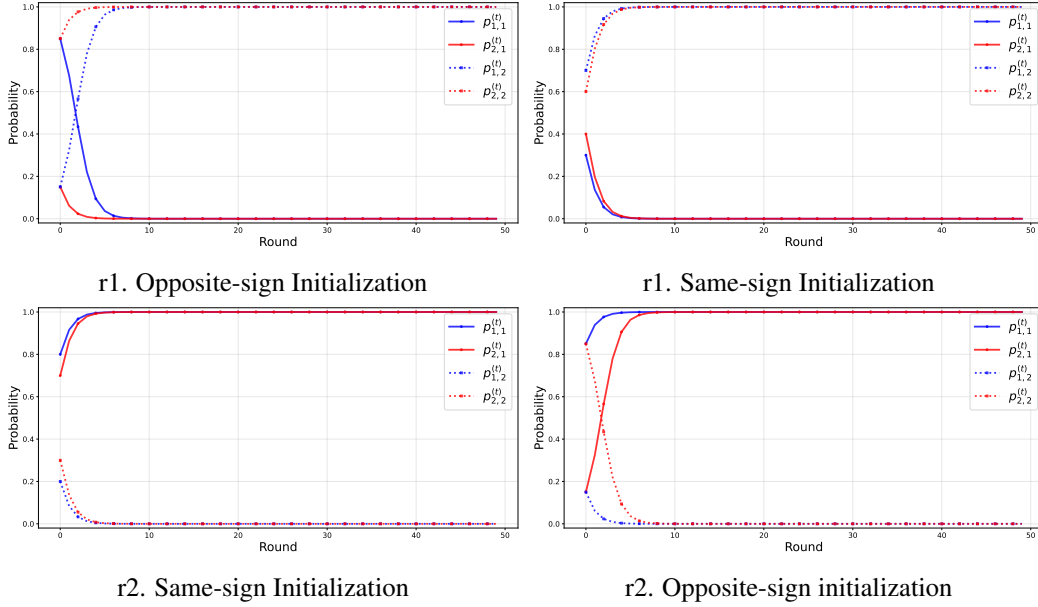 1.0
0.8
0.6
0.4
0.2
0.0
Probability
0 10 20 30 40 50
Round
p_{1,1}^{(t)}
p_{2,1}^{(t)}
p_{1,2}^{(t)}
p_{2,2}^{(t)}
r1. Opposite-sign Initialization
1.0
0.8
0.6
0.4
0.2
0.0
Probability
0 10 20 30 40 50
Round
p_{1,1}^{(t)}
p_{2,1}^{(t)}
p_{1,2}^{(t)}
p_{2,2}^{(t)}
r1. Same-sign Initialization
1.0
0.8
0.6
0.4
0.2
0.0
Probability
0 10 20 30 40 50
Round
p_{1,1}^{(t)}
p_{2,1}^{(t)}
p_{1,2}^{(t)}
p_{2,2}^{(t)}
r2. Same-sign Initialization
1.0
0.8
0.6
0.4
0.2
0.0
Probability
0 10 20 30 40 50
Round
p_{1,1}^{(t)}
p_{2,1}^{(t)}
p_{1,2}^{(t)}
p_{2,2}^{(t)}
r2. Opposite-sign initialization